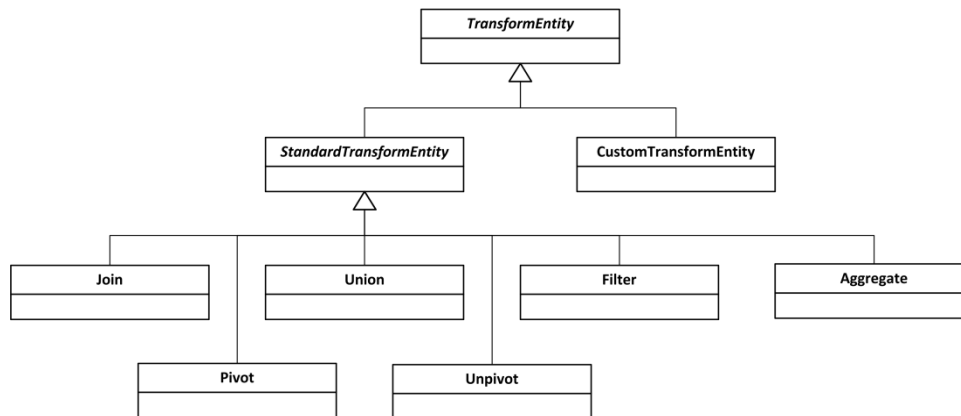 TransformEntity
StandardTransformEntity
CustomTransformEntity
Join
Union
Filter
Aggregate
Pivot
Unpivot